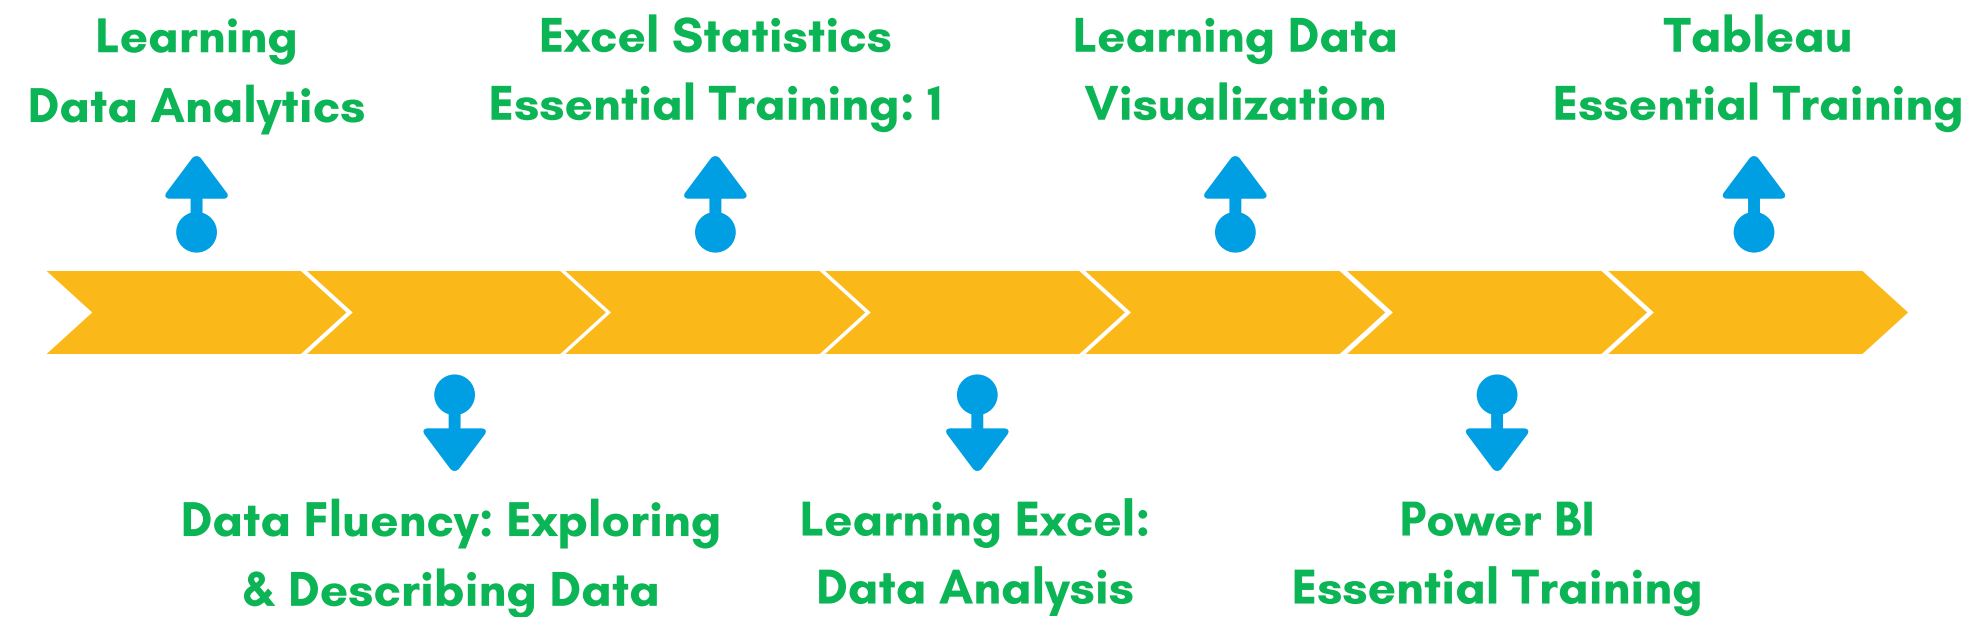 Learning
Data Analytics
Excel Statistics
Essential Training: 1
Learning Data
Visualization
Tableau
Essential Training
Data Fluency: Exploring
& Describing Data
Learning Excel:
Data Analysis
Power BI
Essential Training